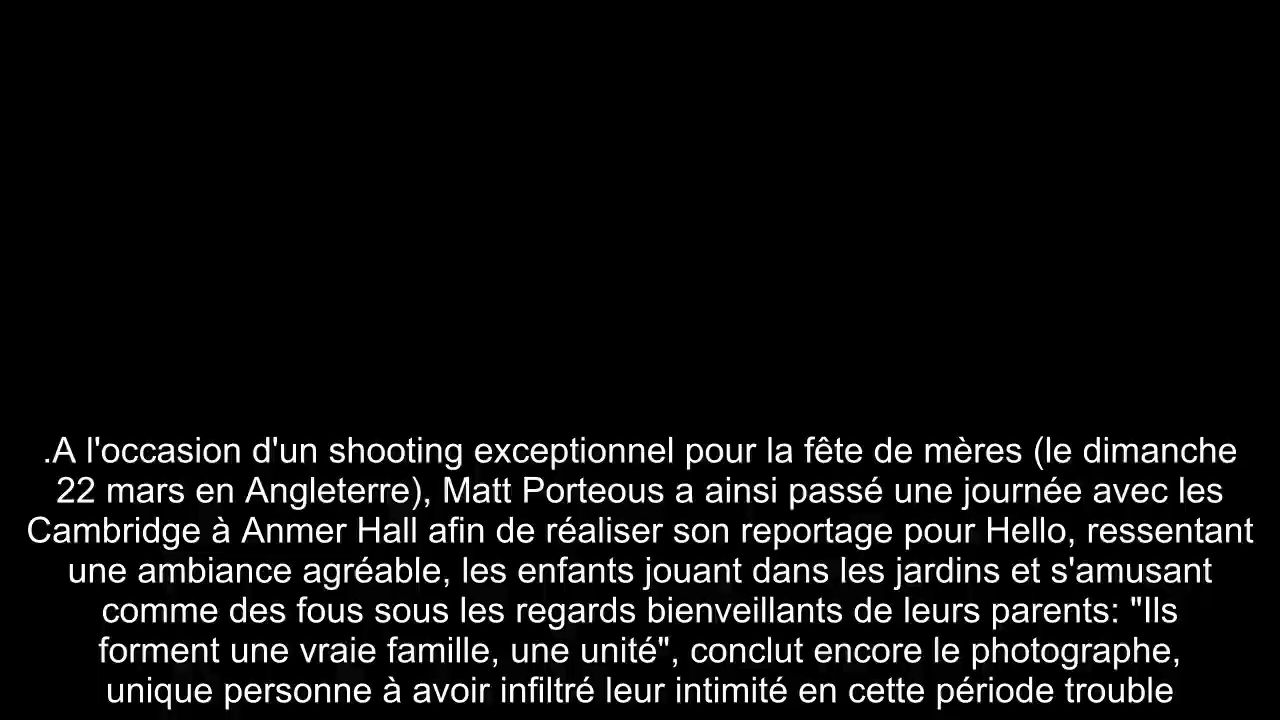 .A l'occasion d'un shooting exceptionnel pour la fête de mères (le dimanche
22 mars en Angleterre), Matt Porteous a ainsi passé une journée avec les
Cambridge à Anmer Hall afin de réaliser son reportage pour Hello, ressentant
une ambiance agréable, les enfants jouant dans les jardins et s'amusant
comme des fous sous les regards bienveillants de leurs parents: "Ils
forment une vraie famille, une unité", conclut encore le photographe,
unique personne à avoir infiltré leur intimité en cette période trouble